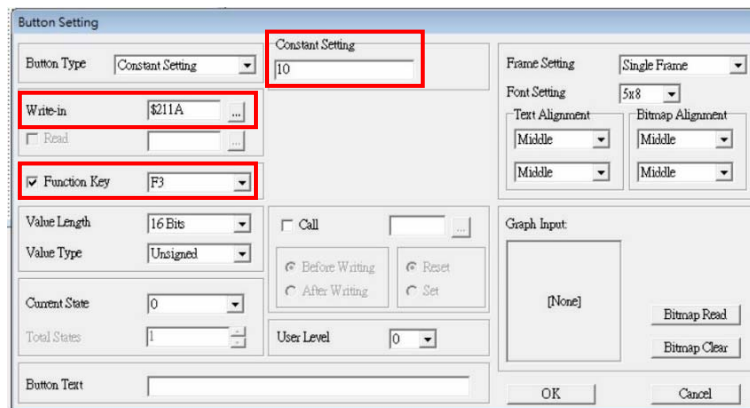 Button Setting
Button Type Constant Setting
Constant Setting
10
Write-in $211A ...
Read ...
Function Key F3
Value Length 16 Bits
Value Type Unsigned
Current State 0
Total States 1
Button Text
Call ...
Before Writing Reset
After Writing Set
User Level 0
Frame Setting Single Frame
Font Setting 5x8
Text Alignment Bitmap Alignment
Middle Middle
Middle Middle
Graph Input:
[None]
Bitmap Read
Bitmap Clear
OK Cancel